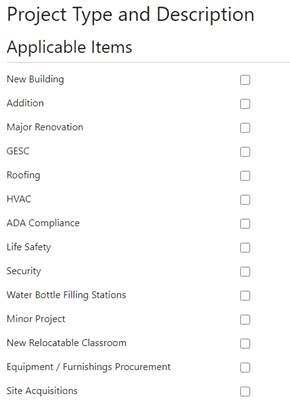 Project Type and Description
Applicable Items
New Building
Addition
Major Renovation
GESC
Roofing
HVAC
ADA Compliance
Life Safety
Security
Water Bottle Filling Stations
Minor Project
New Relocatable Classroom
Equipment / Furnishings Procurement
Site Acquisitions